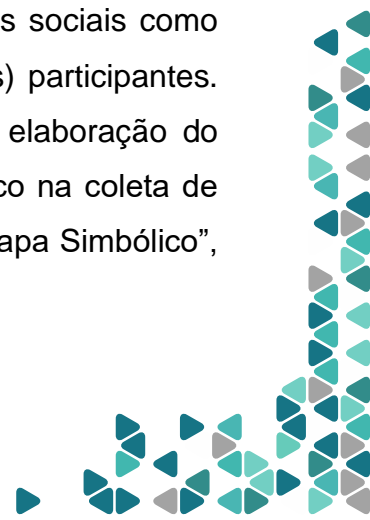 s sociais como
s) participantes.
elaboração do
co na coleta de
apa Simbólico”,